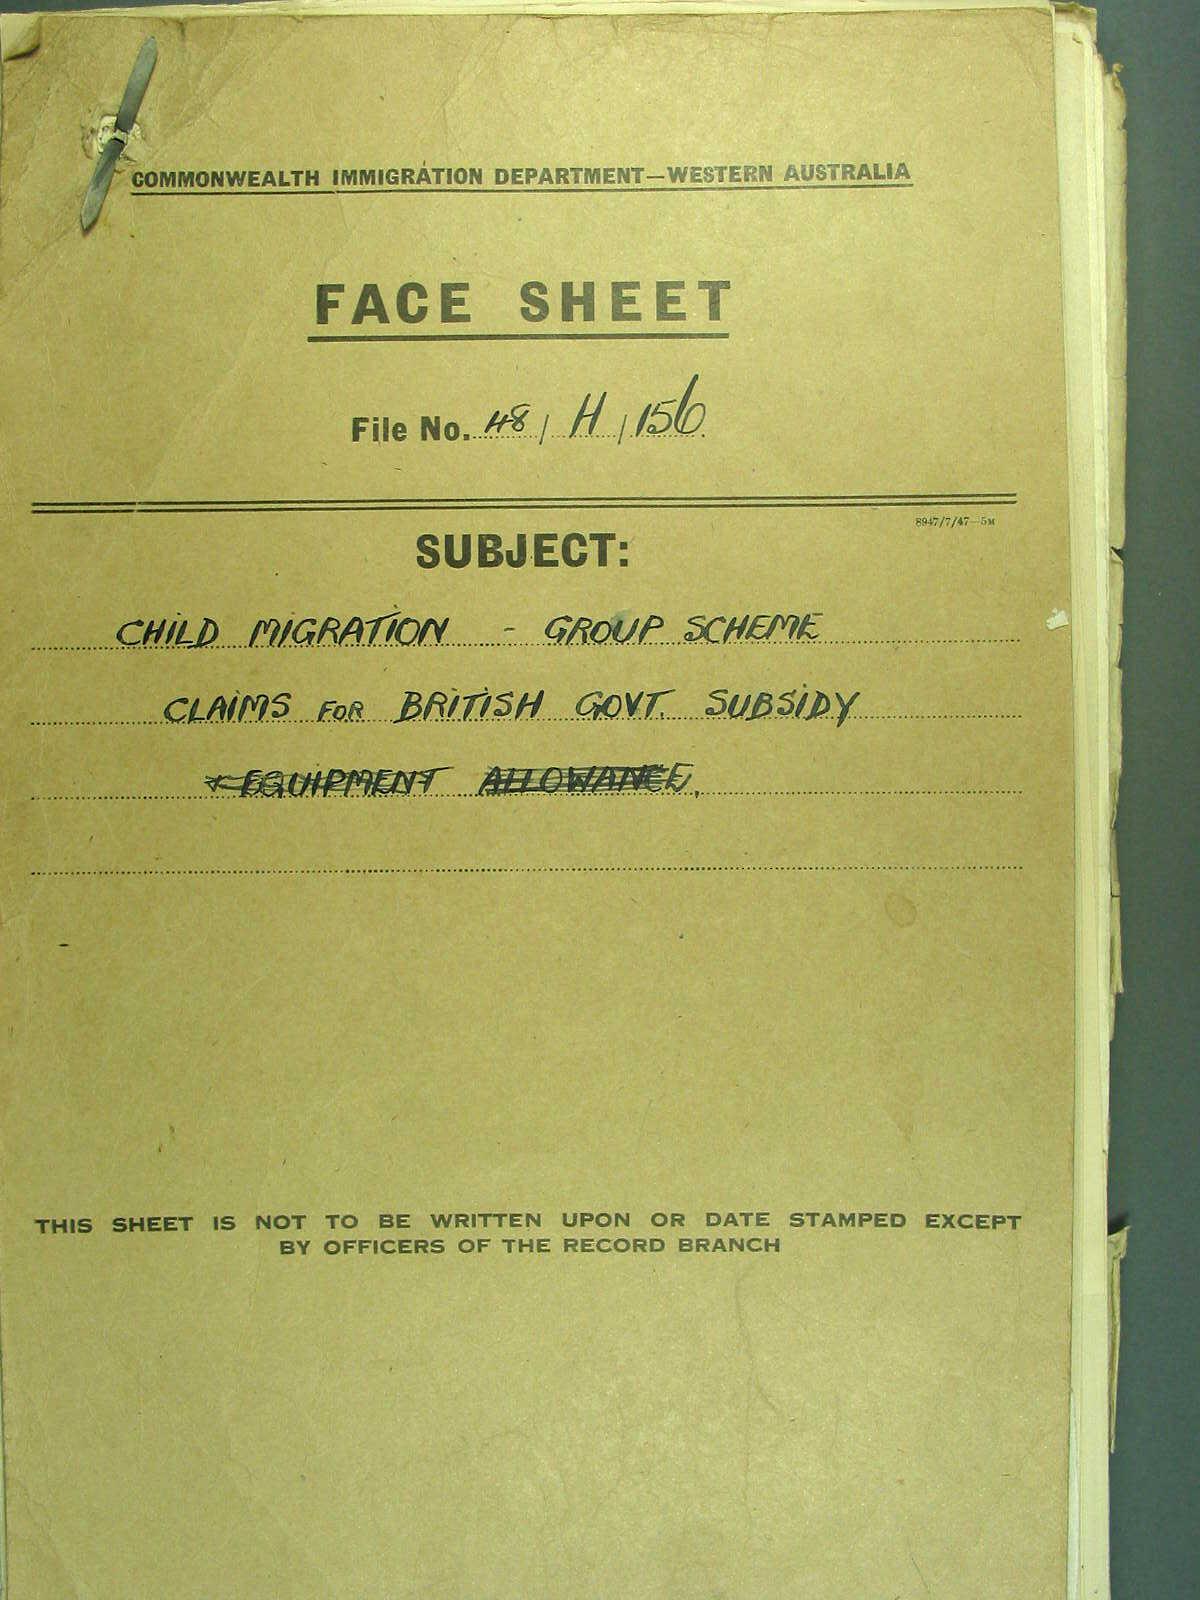 COMMONWEALTH IMMIGRATION DEPARTMENT—WESTERN AUSTRALIA
FACE SHEET
File No. 48 / H / 156
8947/7/47—5M
SUBJECT:
CHILD MIGRATION - GROUP SCHEME
CLAIMS FOR BRITISH GOVT. SUBSIDY
+ EQUIPMENT ALLOWANCE.
THIS SHEET IS NOT TO BE WRITTEN UPON OR DATE STAMPED EXCEPT
BY OFFICERS OF THE RECORD BRANCH